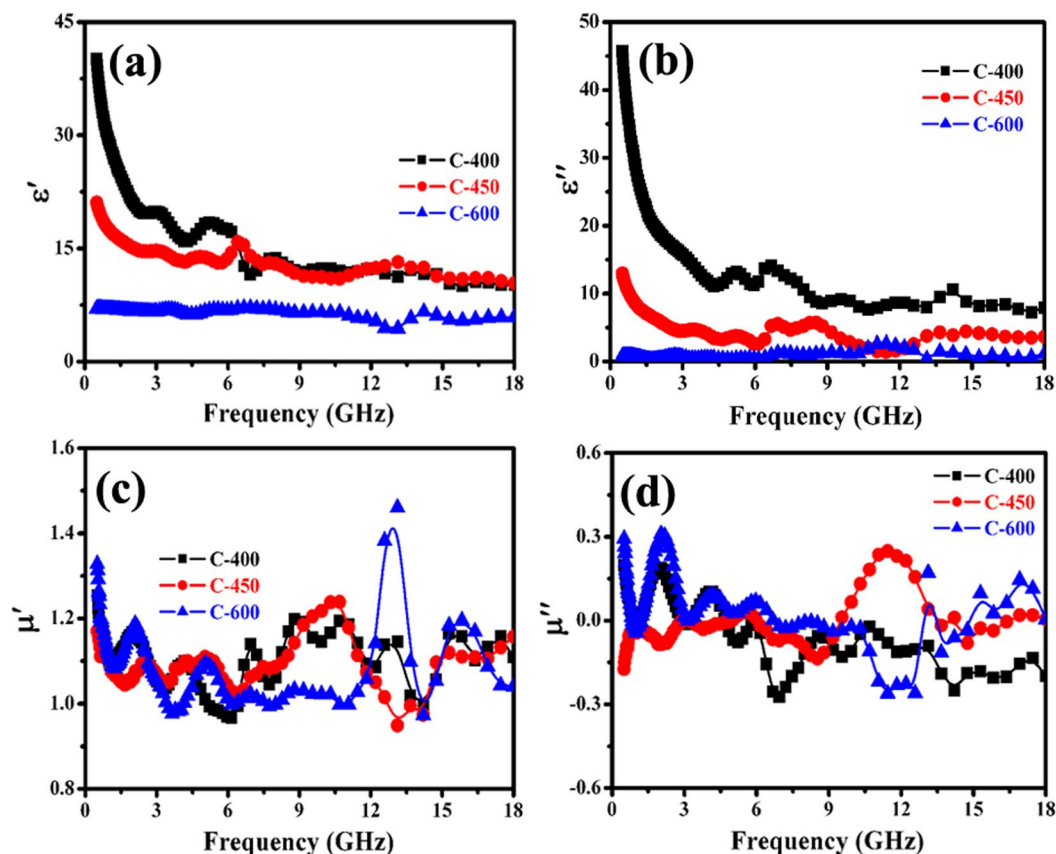 (a)
45
30
15
0
ε′
C-400
C-450
C-600
0 3 6 9 12 15 18
Frequency (GHz)
(b)
50
40
30
20
10
0
ε″
C-400
C-450
C-600
0 3 6 9 12 15 18
Frequency (GHz)
(c)
1.6
1.4
1.2
1.0
0.8
μ′
C-400
C-450
C-600
0 3 6 9 12 15 18
Frequency (GHz)
(d)
0.6
0.3
0.0
-0.3
-0.6
μ″
C-400
C-450
C-600
0 3 6 9 12 15 18
Frequency (GHz)